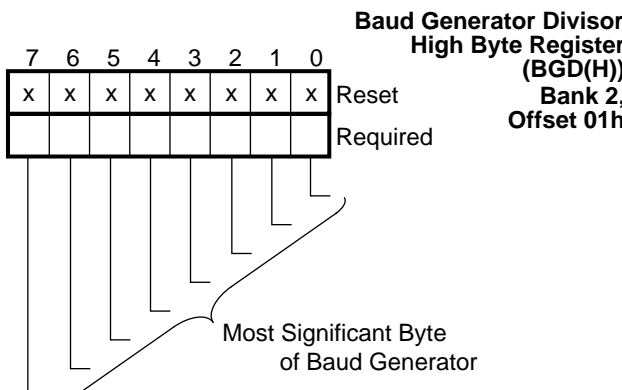 Baud Generator Divisor
High Byte Register
(BGD(H))
Bank 2,
Offset 01h
7 6 5 4 3 2 1 0
x x x x x x x x Reset
Required
Most Significant Byte
of Baud Generator